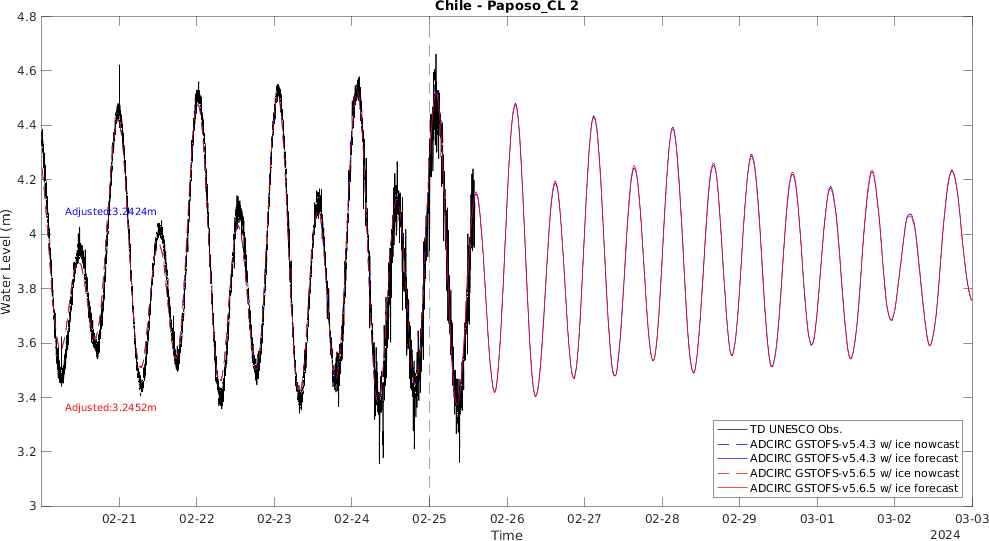 Chile - Paposo_CL 2
4.8
4.6
4.4
4.2
4
3.8
3.6
3.4
3.2
3
Water Level (m)
Adjusted:3.2424m
Adjusted:3.2452m
TD UNESCO Obs.
ADCIRC GSTOFS-v5.4.3 w/ ice nowcast
ADCIRC GSTOFS-v5.4.3 w/ ice forecast
ADCIRC GSTOFS-v5.6.5 w/ ice nowcast
ADCIRC GSTOFS-v5.6.5 w/ ice forecast
02-21 02-22 02-23 02-24 02-25 02-26 02-27 02-28 02-29 03-01 03-02 03-03
Time
2024